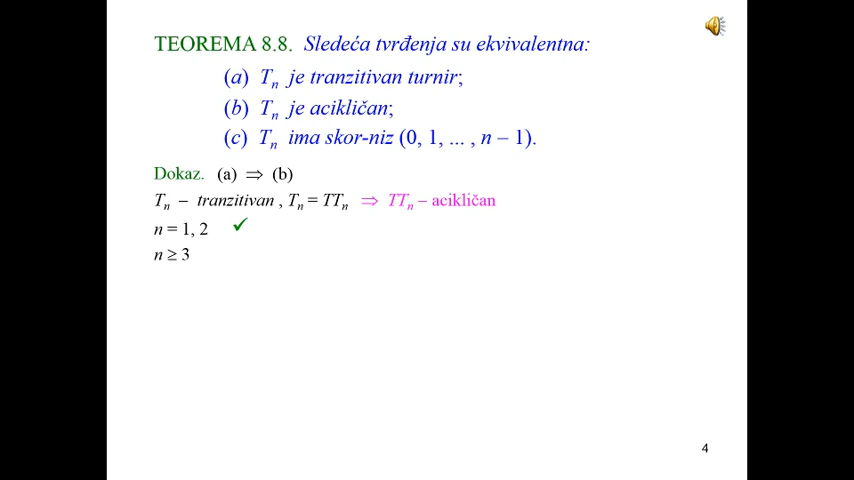 TEOREMA 8.8. Sledeća tvrđenja su ekvivalentna:
(a) Tn je tranzitivan turnir;
(b) Tn je acikličan;
(c) Tn ima skor-niz (0, 1, ... , n – 1).
Dokaz. (a) ⇒ (b)
Tn – tranzitivan , Tn = TTn ⇒ TTn – acikličan
n = 1, 2 ✓
n ≥ 3
4